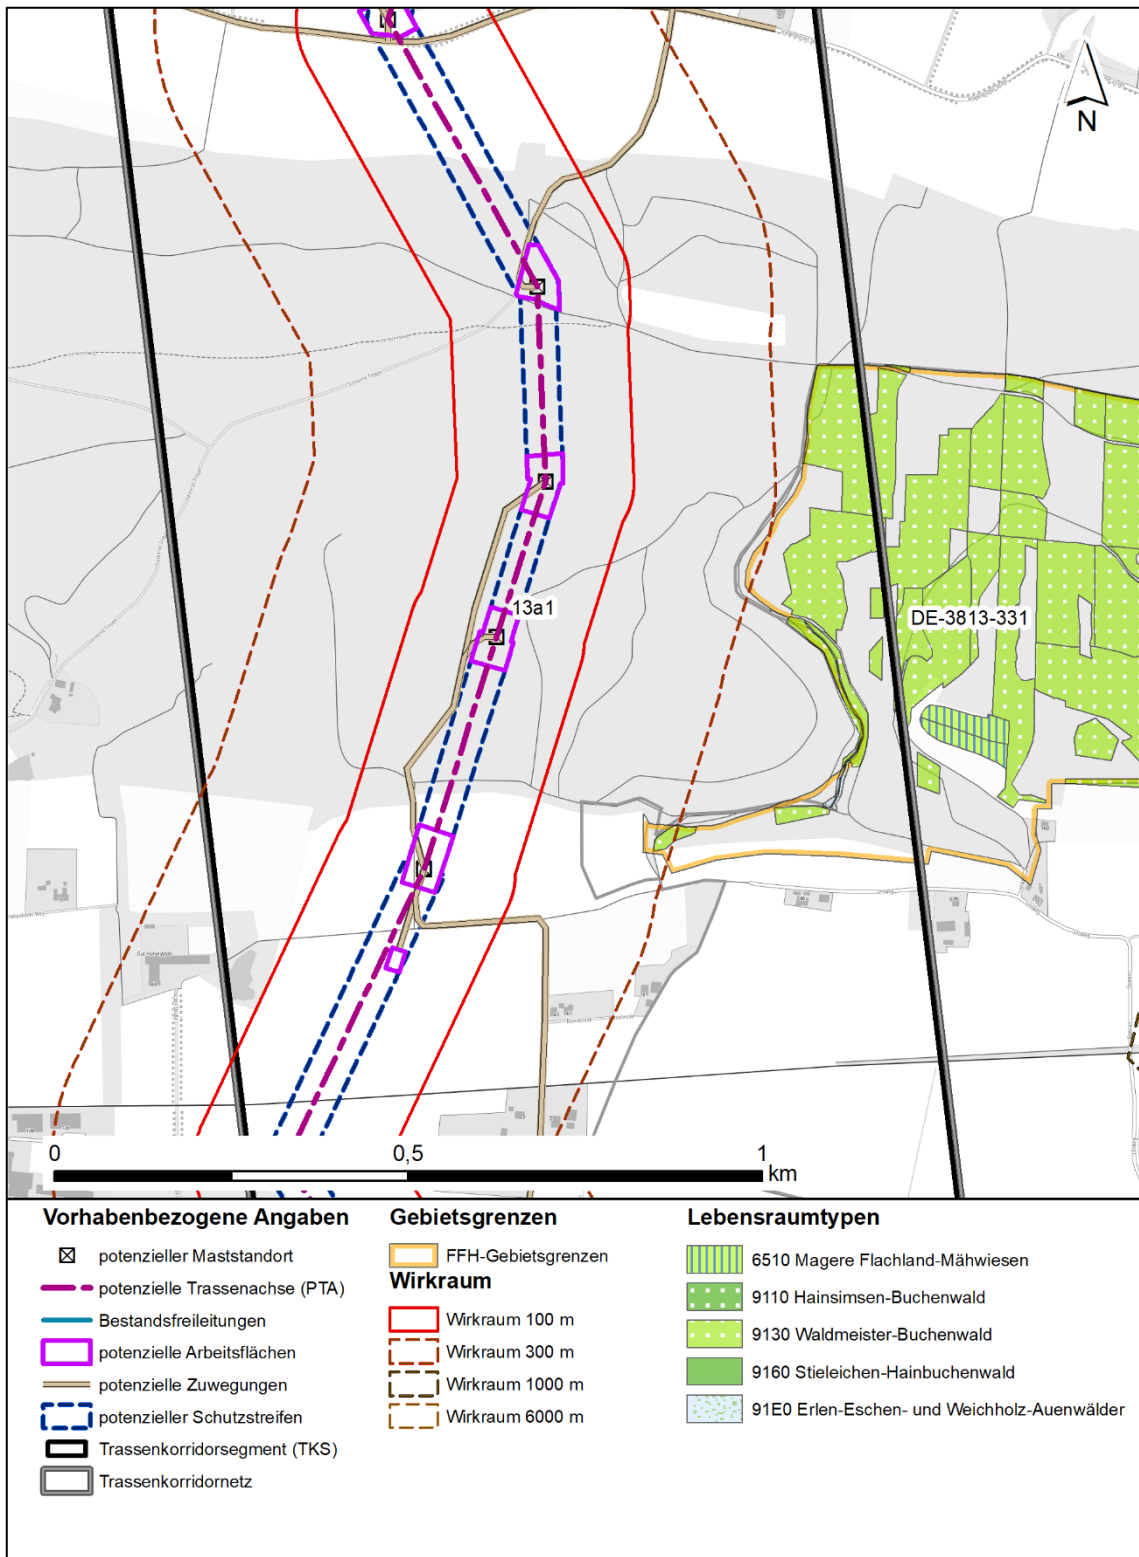 N
13a1
DE-3813-331
0 0,5 1
km
Vorhabenbezogene Angaben
potenzieller Maststandort
potenzielle Trassenachse (PTA)
Bestandsfreileitungen
potenzielle Arbeitsflächen
potenzielle Zuwegungen
potenzieller Schutzstreifen
Trassenkorridorsegment (TKS)
Trassenkorridornetz
Gebietsgrenzen
FFH-Gebietsgrenzen
Wirkraum
Wirkraum 100 m
Wirkraum 300 m
Wirkraum 1000 m
Wirkraum 6000 m
Lebensraumtypen
6510 Magere Flachland-Mähwiesen
9110 Hainsimsen-Buchenwald
9130 Waldmeister-Buchenwald
9160 Stieleichen-Hainbuchenwald
91E0 Erlen-Eschen- und Weichholz-Auenwälder